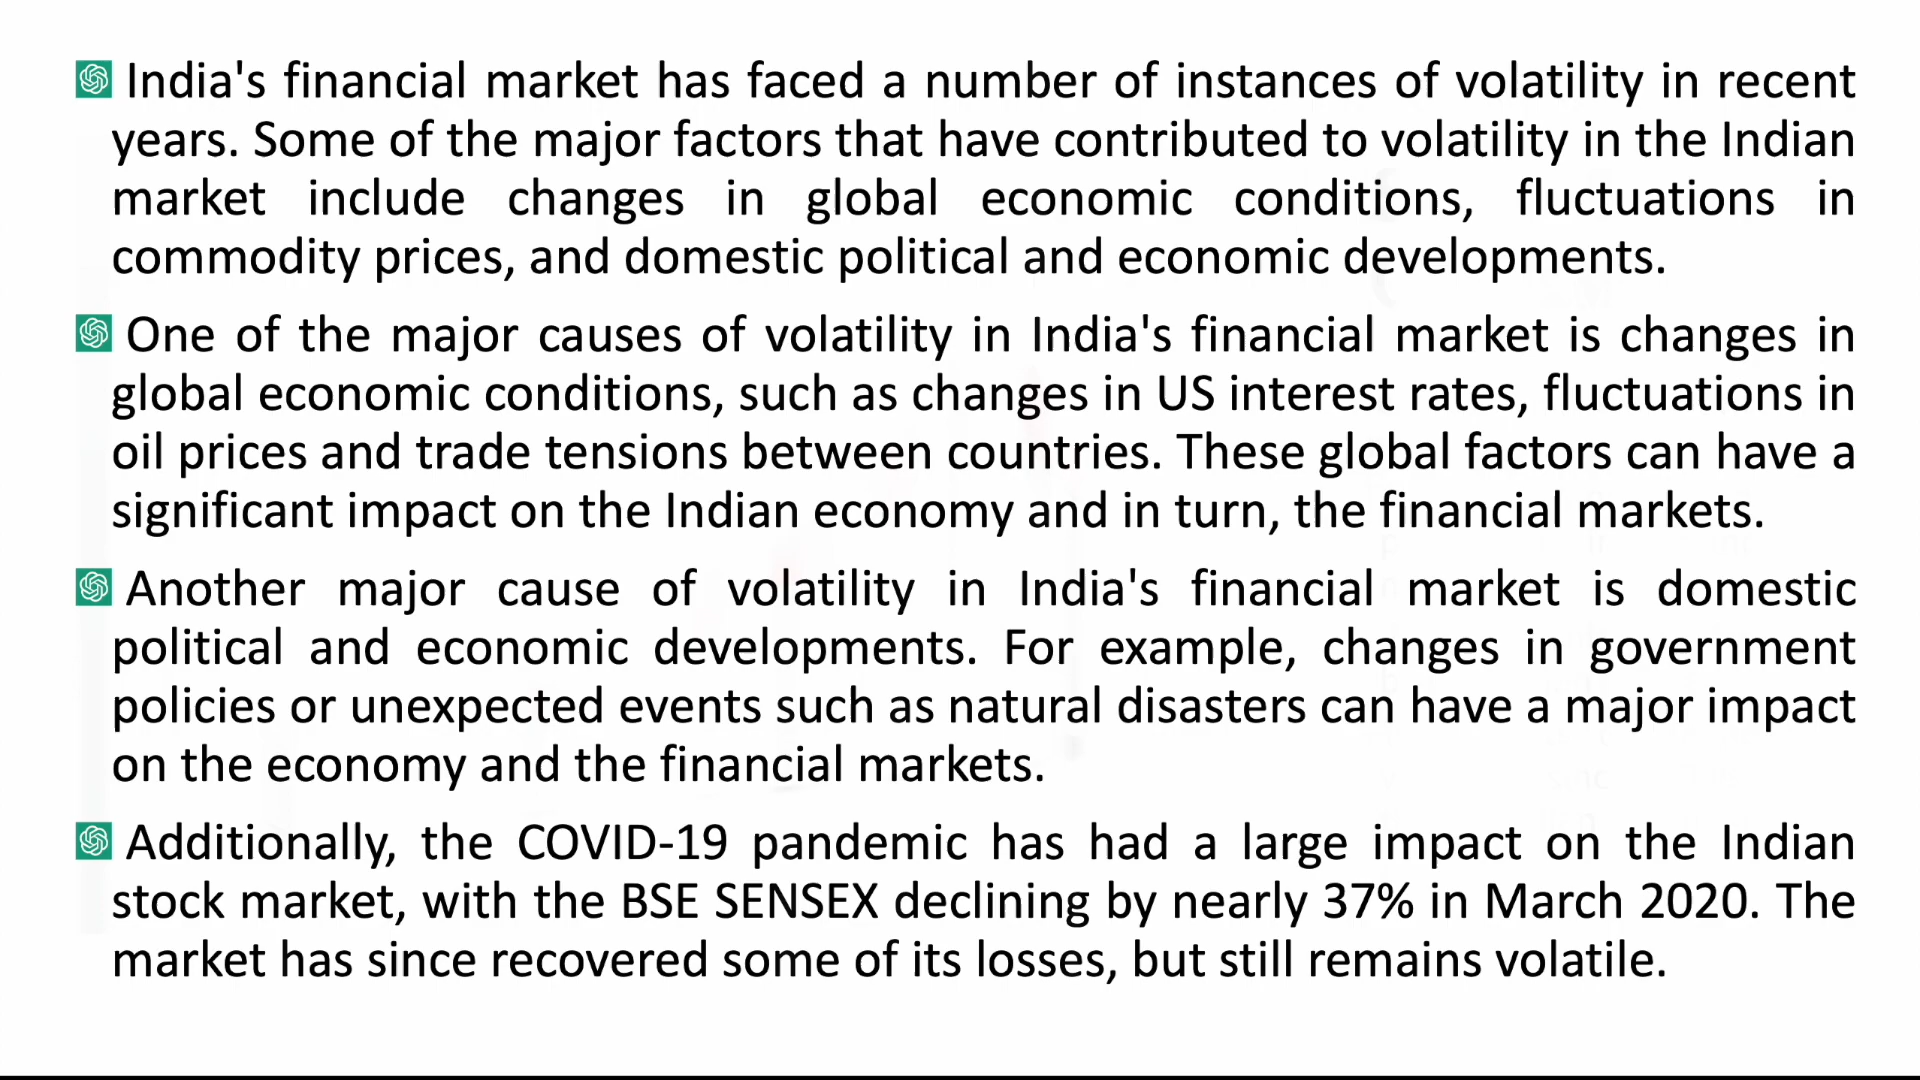 India's financial market has faced a number of instances of volatility in recent
years. Some of the major factors that have contributed to volatility in the Indian
market include changes in global economic conditions, fluctuations in
commodity prices, and domestic political and economic developments.
One of the major causes of volatility in India's financial market is changes in
global economic conditions, such as changes in US interest rates, fluctuations in
oil prices and trade tensions between countries. These global factors can have a
significant impact on the Indian economy and in turn, the financial markets.
Another major cause of volatility in India's financial market is domestic
political and economic developments. For example, changes in government
policies or unexpected events such as natural disasters can have a major impact
on the economy and the financial markets.
Additionally, the COVID-19 pandemic has had a large impact on the Indian
stock market, with the BSE SENSEX declining by nearly 37% in March 2020. The
market has since recovered some of its losses, but still remains volatile.